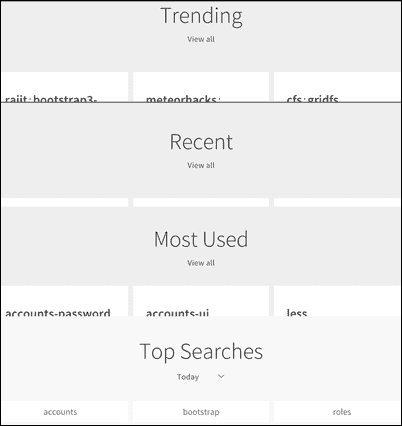 Trending
View all
rajit:bootstrap3- meteorhacks: cfs:gridfs
Recent
View all
Most Used
View all
accounts-password accounts-ui less
Top Searches
Today
accounts bootstrap roles